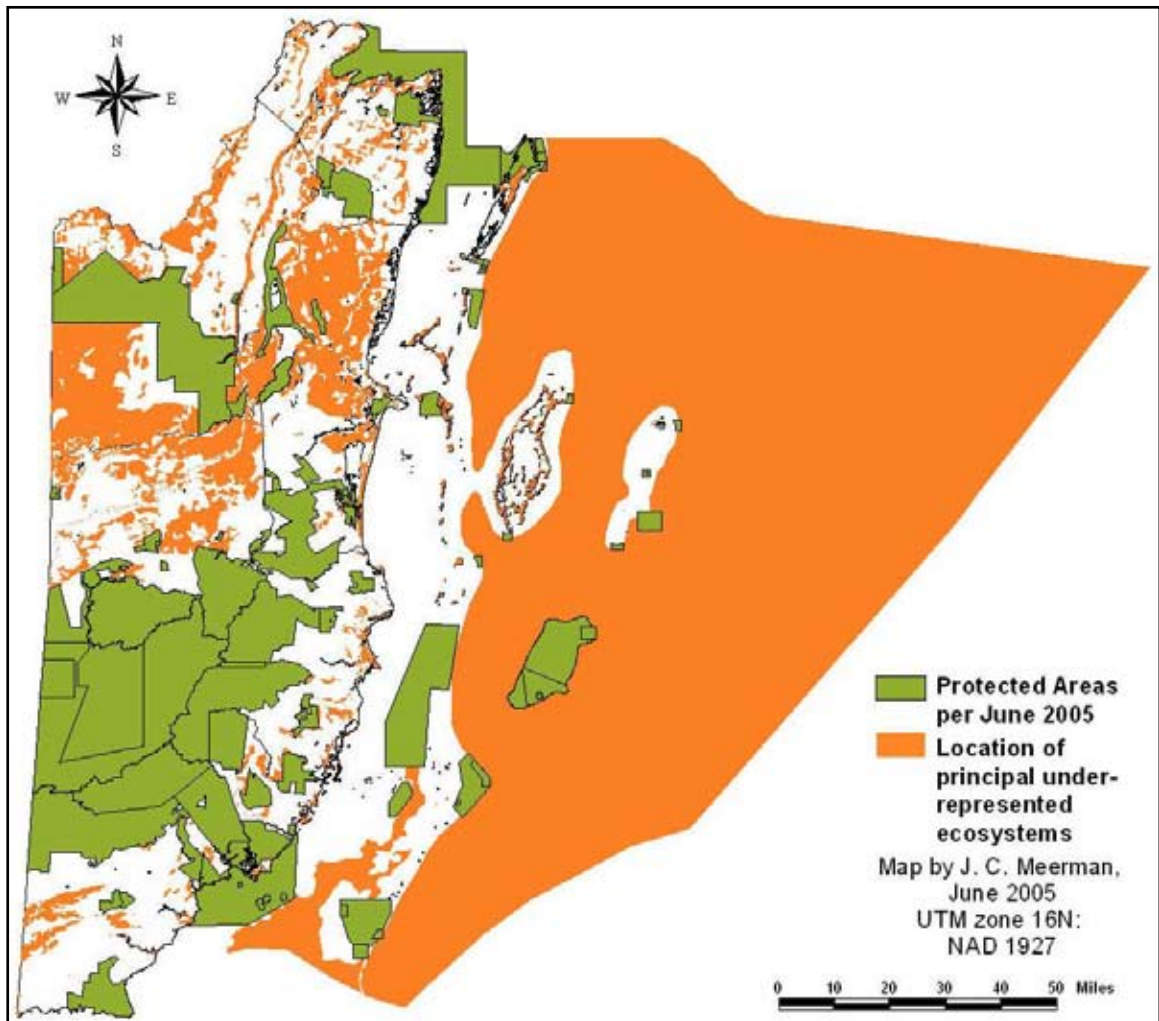 N
W E
S
Protected Areas
per June 2005
Location of
principal under-
represented
ecosystems
Map by J. C. Meerman,
June 2005
UTM zone 16N:
NAD 1927
0 10 20 30 40 50 Miles